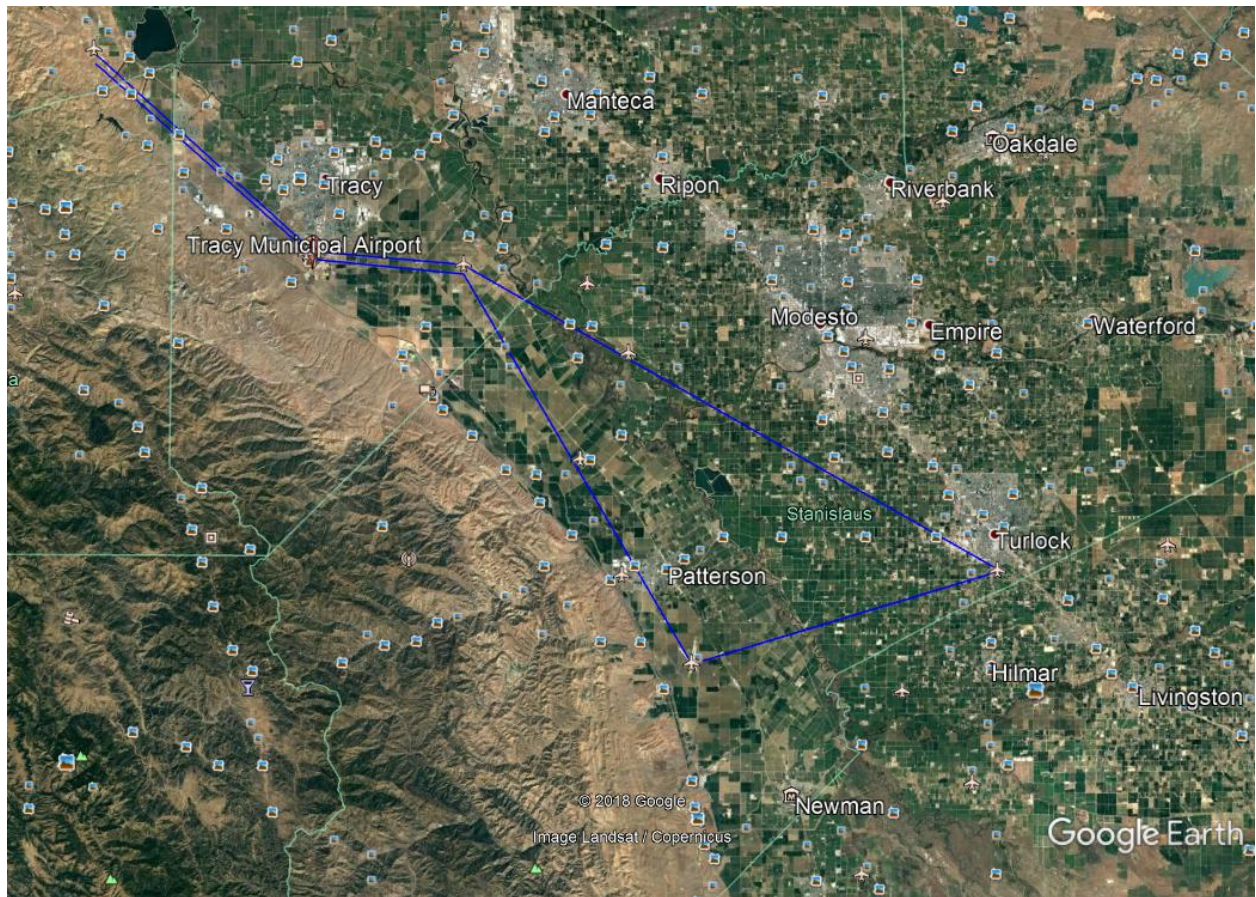 Manteca
Oakdale
Tracy
Ripon
Riverbank
Tracy Municipal Airport
Modesto
Empire
Waterford
a
Stanislaus
Turlock
Patterson
Hilmar
Livingston
© 2018 Google
Newman
Image Landsat / Copernicus
Google Earth